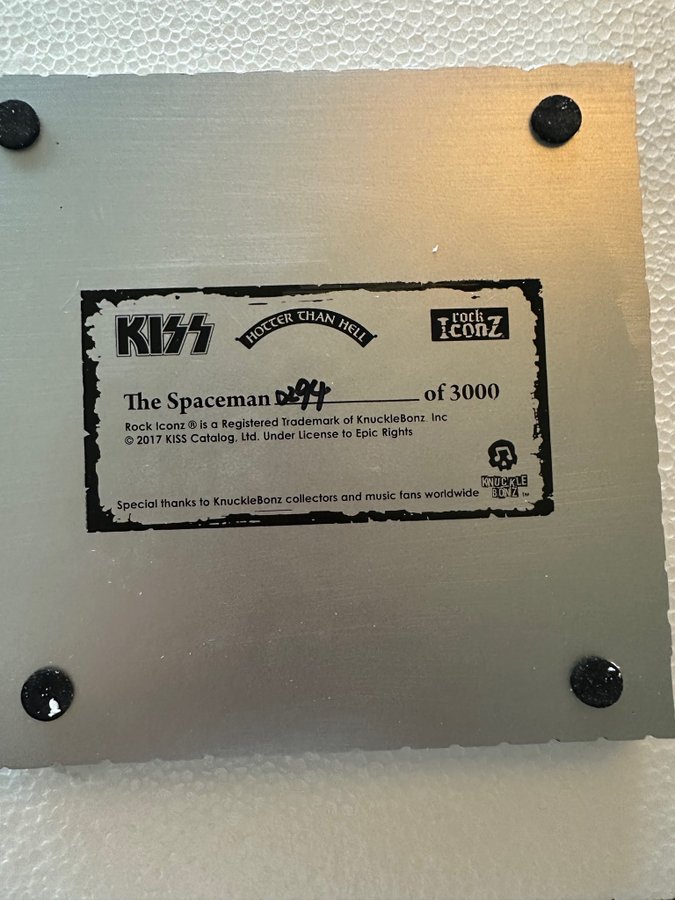 KISS
HOTTER THAN HELL
rock IconZ
The Spaceman of 3000
Rock Iconz ® is a Registered Trademark of KnuckleBonz. Inc
© 2017 KISS Catalog, Ltd. Under License to Epic Rights
KNUCKLE
BONZ ™
Special thanks to KnuckleBonz collectors and music fans worldwide